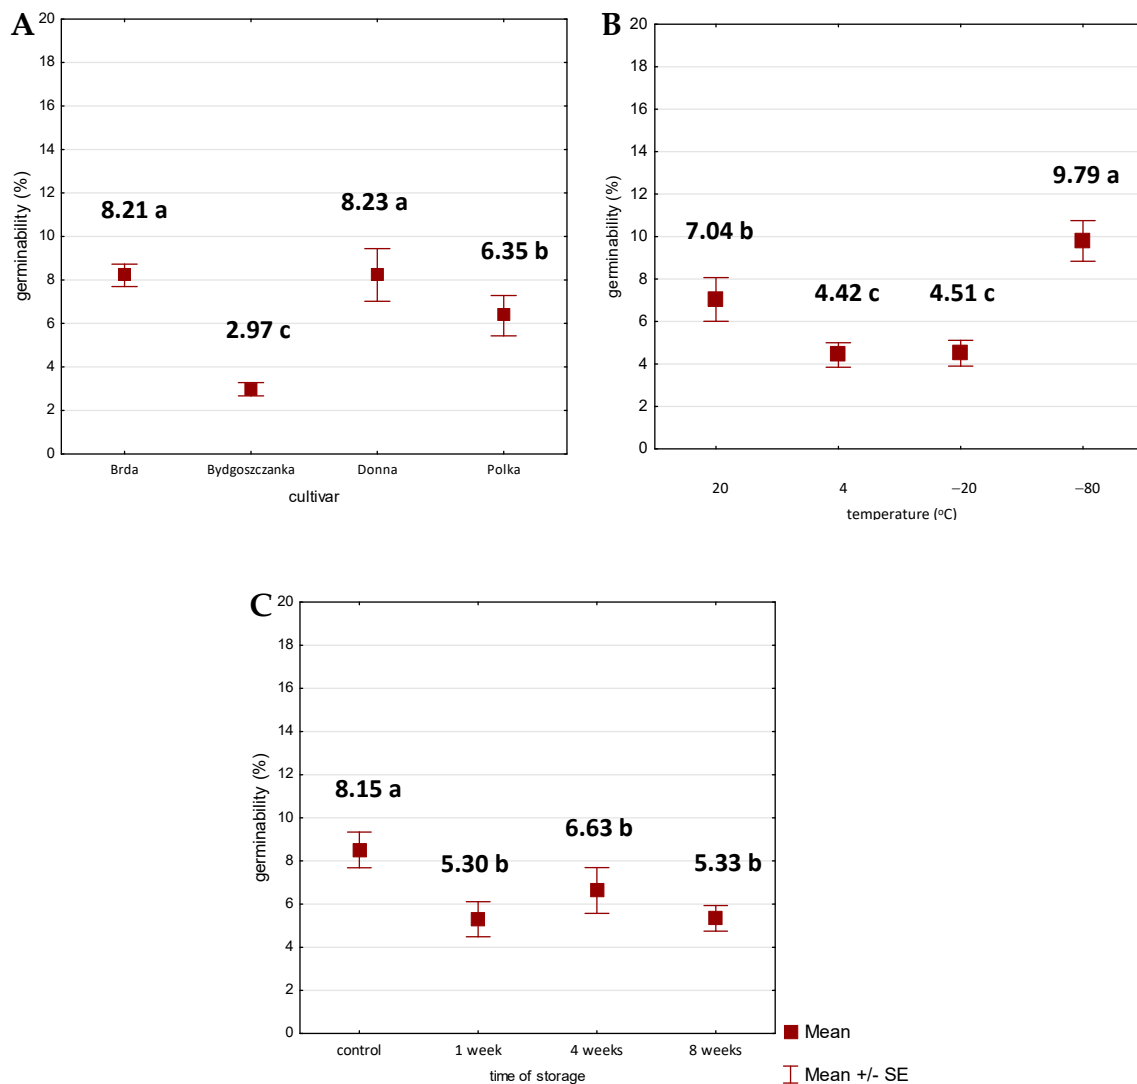 A
20
18
16
14
12
10
8
6
4
2
0
germinability (%)
8.21 a
2.97 c
8.23 a
6.35 b
Brda Bydgoszczanka Donna Polka
cultivar
B
20
18
16
14
12
10
8
6
4
2
0
germinability (%)
7.04 b
4.42 c
4.51 c
9.79 a
20 4 −20 −80
temperature (°C)
C
20
18
16
14
12
10
8
6
4
2
0
germinability (%)
8.15 a
5.30 b
6.63 b
5.33 b
control 1 week 4 weeks 8 weeks
time of storage
Mean
Mean +/- SE